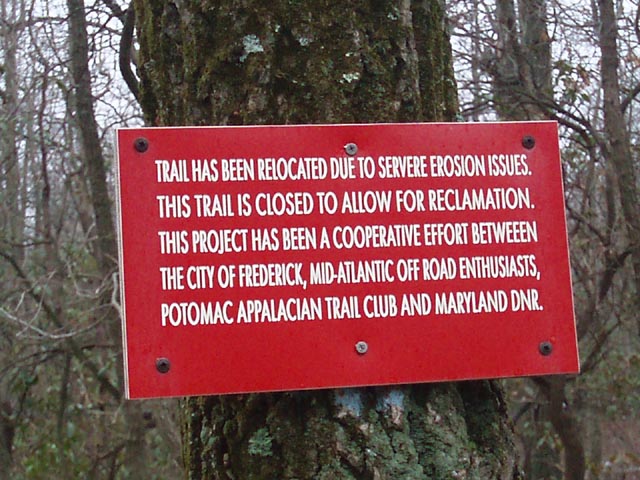 TRAIL HAS BEEN RELOCATED DUE TO SERVERE EROSION ISSUES.
THIS TRAIL IS CLOSED TO ALLOW FOR RECLAMATION.
THIS PROJECT HAS BEEN A COOPERATIVE EFFORT BETWEEEN
THE CITY OF FREDERICK, MID-ATLANTIC OFF ROAD ENTHUSIASTS,
POTOMAC APPALACIAN TRAIL CLUB AND MARYLAND DNR.